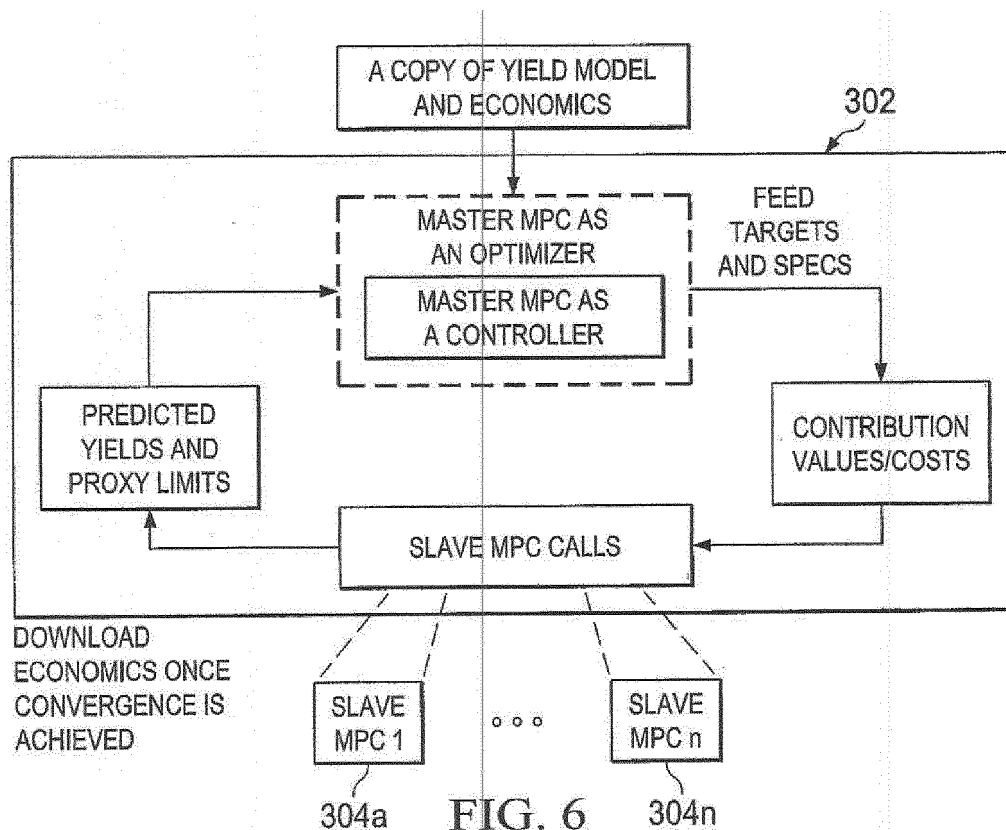 A COPY OF YIELD MODEL
AND ECONOMICS
302
MASTER MPC AS
AN OPTIMIZER
MASTER MPC AS
A CONTROLLER
FEED
TARGETS
AND SPECS
PREDICTED
YIELDS AND
PROXY LIMITS
CONTRIBUTION
VALUES/COSTS
SLAVE MPC CALLS
DOWNLOAD
ECONOMICS ONCE
CONVERGENCE IS
ACHIEVED
SLAVE
MPC 1
SLAVE
MPC n
304a
FIG. 6
304n